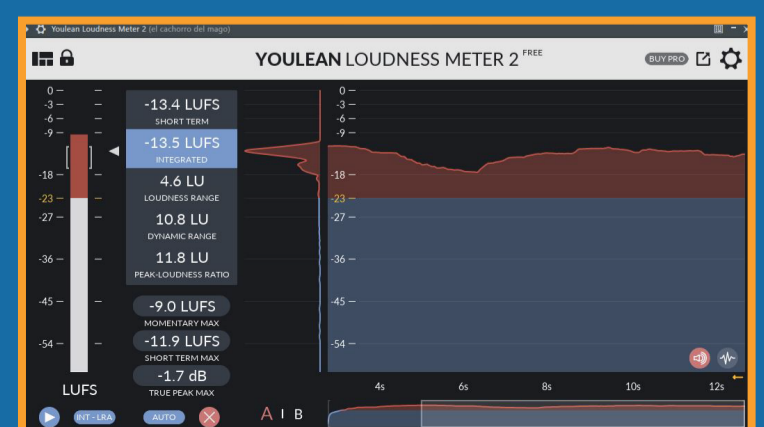 Youlean Loudness Meter 2 (el cachorro del mago)
YOULEAN LOUDNESS METER 2 FREE
BUY PRO
0
-3
-6
-9
-18
-23
-27
-36
-45
-54
LUFS
INT - LRA
-13.4 LUFS
SHORT TERM
-13.5 LUFS
INTEGRATED
4.6 LU
LOUDNESS RANGE
10.8 LU
DYNAMIC RANGE
11.8 LU
PEAK-LOUDNESS RATIO
-9.0 LUFS
MOMENTARY MAX
-11.9 LUFS
SHORT TERM MAX
-1.7 dB
TRUE PEAK MAX
AUTO
A I B
0
-3
-6
-9
-18
-23
-27
-36
-45
-54
4s 6s 8s 10s 12s